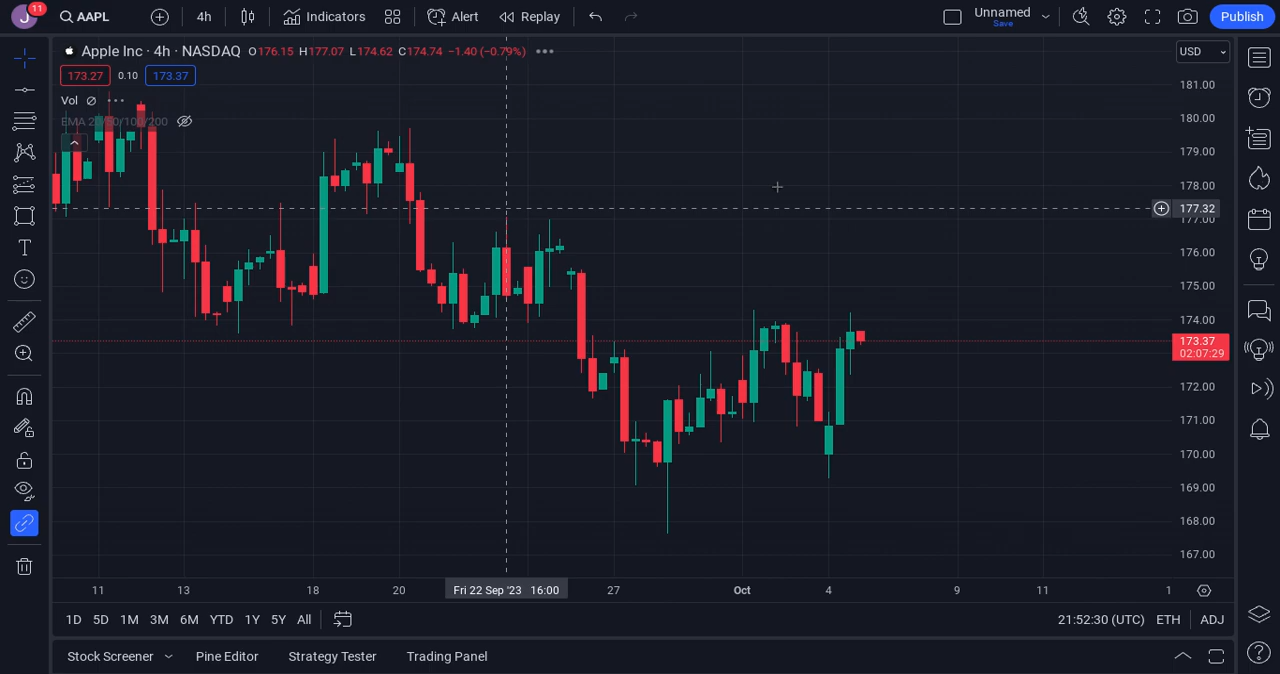 J 11 AAPL 4h Indicators Alert Replay Unnamed Save Publish
Apple Inc · 4h · NASDAQ O176.15 H177.07 L174.62 C174.74 −1.40 (−0.79%) USD
173.27 0.10 173.37
Vol
EMA 20/50/100/200
181.00
180.00
179.00
178.00
177.32
177.00
176.00
175.00
174.00
173.37
02:07:29
172.00
171.00
170.00
169.00
168.00
167.00
11 13 18 20 Fri 22 Sep '23 16:00 27 Oct 4 9 11 1
1D 5D 1M 3M 6M YTD 1Y 5Y All 21:52:30 (UTC) ETH ADJ
Stock Screener Pine Editor Strategy Tester Trading Panel